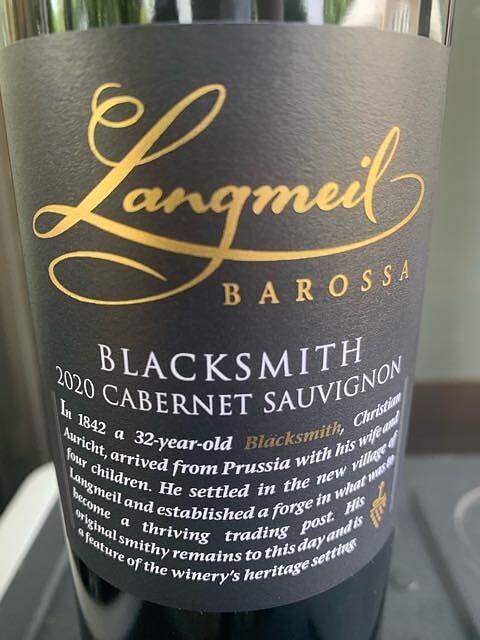 Langmeil
BAROSSA
BLACKSMITH
2020 CABERNET SAUVIGNON
In 1842 a 32-year-old Blacksmith, Christian
Auricht, arrived from Prussia with his wife and
four children. He settled in the new village of
Langmeil and established a forge in what was to
become a thriving trading post. His
original smithy remains to this day and is
a feature of the winery's heritage setting.